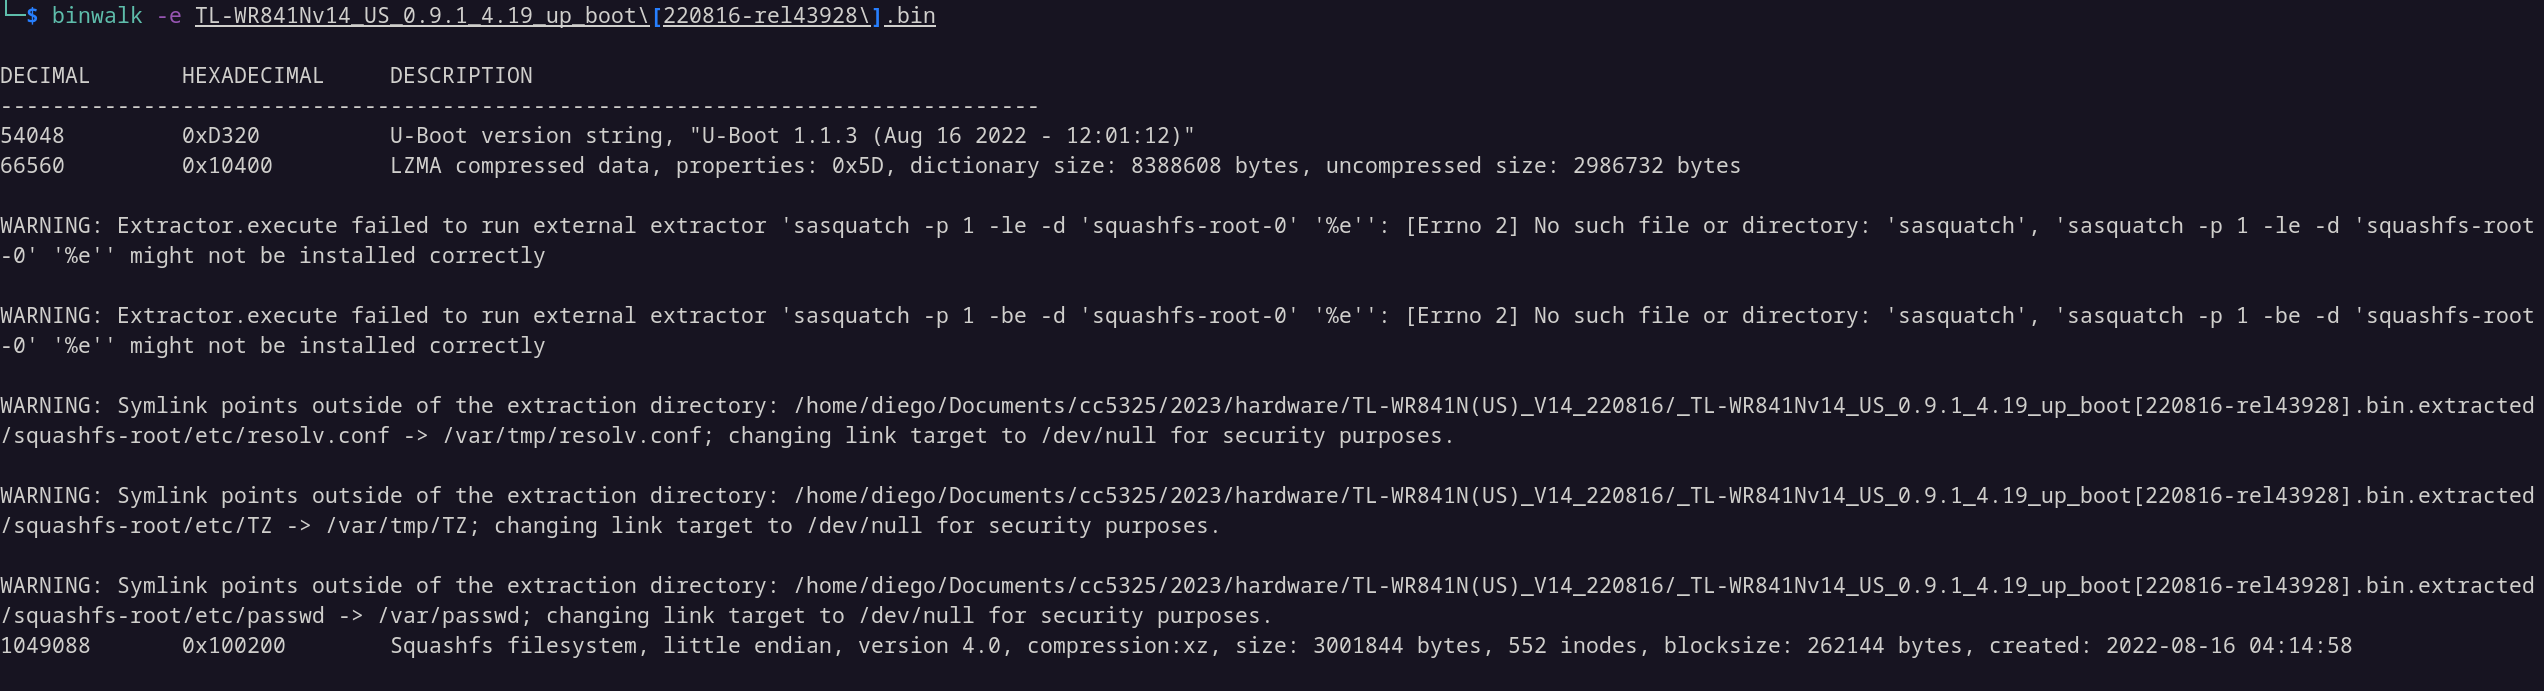 └─$ binwalk -e TL-WR841Nv14_US_0.9.1_4.19_up_boot\[220816-rel43928\].bin

DECIMAL       HEXADECIMAL     DESCRIPTION
--------------------------------------------------------------------------------
54048         0xD320          U-Boot version string, "U-Boot 1.1.3 (Aug 16 2022 - 12:01:12)"
66560         0x10400         LZMA compressed data, properties: 0x5D, dictionary size: 8388608 bytes, uncompressed size: 2986732 bytes

WARNING: Extractor.execute failed to run external extractor 'sasquatch -p 1 -le -d 'squashfs-root-0' '%e'': [Errno 2] No such file or directory: 'sasquatch', 'sasquatch -p 1 -le -d 'squashfs-root
-0' '%e'' might not be installed correctly

WARNING: Extractor.execute failed to run external extractor 'sasquatch -p 1 -be -d 'squashfs-root-0' '%e'': [Errno 2] No such file or directory: 'sasquatch', 'sasquatch -p 1 -be -d 'squashfs-root
-0' '%e'' might not be installed correctly

WARNING: Symlink points outside of the extraction directory: /home/diego/Documents/cc5325/2023/hardware/TL-WR841N(US)_V14_220816/_TL-WR841Nv14_US_0.9.1_4.19_up_boot[220816-rel43928].bin.extracted
/squashfs-root/etc/resolv.conf -> /var/tmp/resolv.conf; changing link target to /dev/null for security purposes.

WARNING: Symlink points outside of the extraction directory: /home/diego/Documents/cc5325/2023/hardware/TL-WR841N(US)_V14_220816/_TL-WR841Nv14_US_0.9.1_4.19_up_boot[220816-rel43928].bin.extracted
/squashfs-root/etc/TZ -> /var/tmp/TZ; changing link target to /dev/null for security purposes.

WARNING: Symlink points outside of the extraction directory: /home/diego/Documents/cc5325/2023/hardware/TL-WR841N(US)_V14_220816/_TL-WR841Nv14_US_0.9.1_4.19_up_boot[220816-rel43928].bin.extracted
/squashfs-root/etc/passwd -> /var/passwd; changing link target to /dev/null for security purposes.
1049088       0x100200        Squashfs filesystem, little endian, version 4.0, compression:xz, size: 3001844 bytes, 552 inodes, blocksize: 262144 bytes, created: 2022-08-16 04:14:58